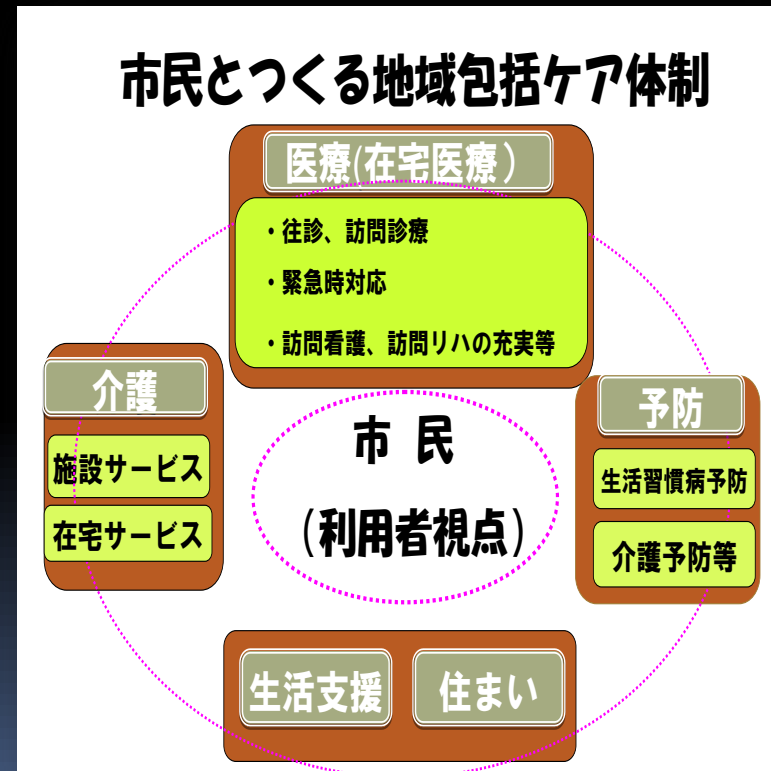 市民とつくる地域包括ケア体制
医療(在宅医療)
・往診、訪問診療
・緊急時対応
・訪問看護、訪問リハの充実等
介護
施設サービス
在宅サービス
市 民
(利用者視点)
予防
生活習慣病予防
介護予防等
生活支援
住まい